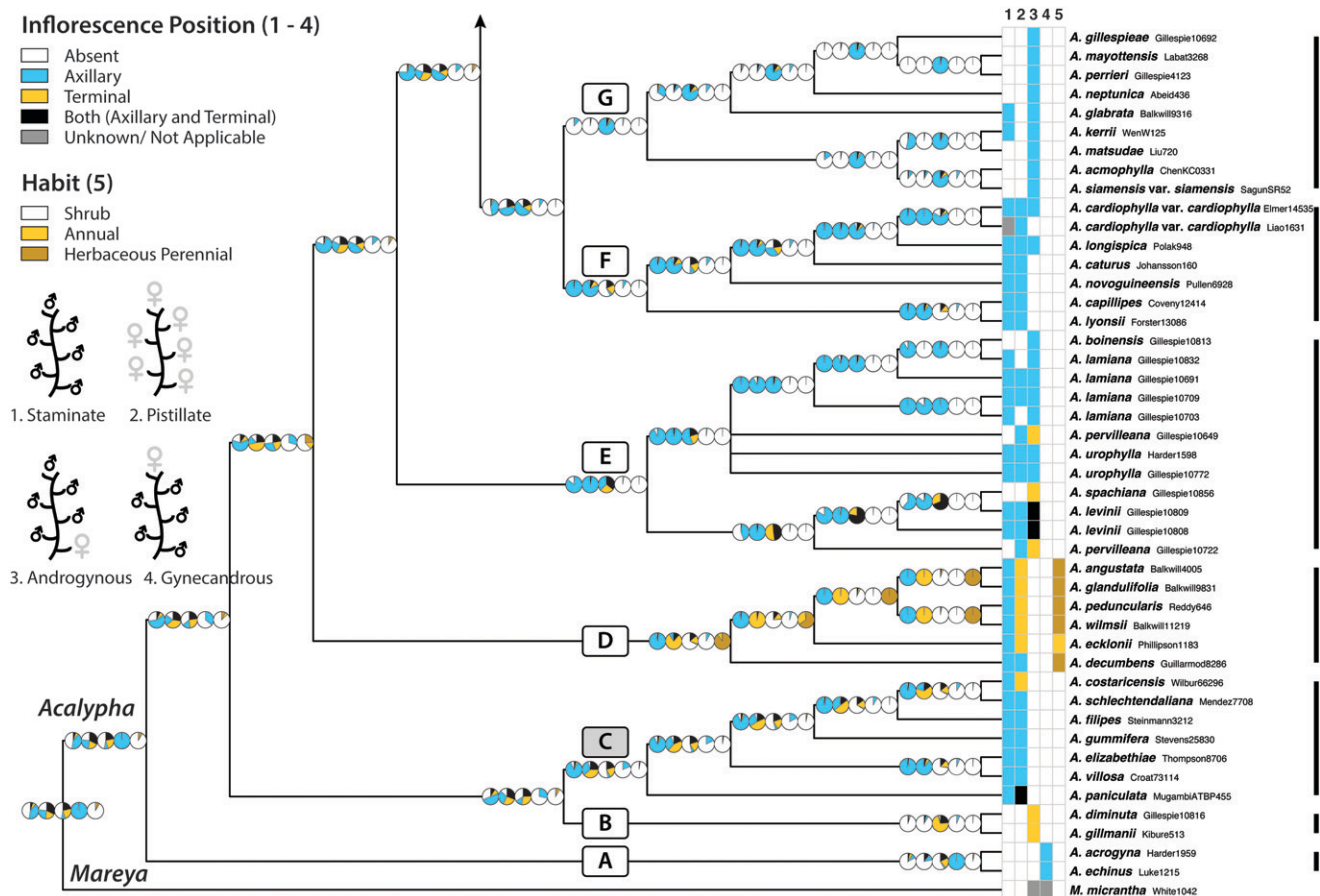 Inflorescence Position (1 - 4)
Absent
Axillary
Terminal
Both (Axillary and Terminal)
Unknown/ Not Applicable
Habit (5)
Shrub
Annual
Herbaceous Perennial
1. Staminate 2. Pistillate
3. Androgynous 4. Gynecandrous
Acalypha
Mareya
G
F
E
D
C
B
A
1 2 3 4 5
A. gillespieae Gillespie10692
A. mayottensis Labat3268
A. perrieri Gillespie4123
A. neptunica Abeid436
A. glabrata Balkwill9316
A. kerrii WenW125
A. matsudae Liu720
A. acmophylla ChenKC0331
A. siamensis var. siamensis SagunSR52
A. cardiophylla var. cardiophylla Elmer14535
A. cardiophylla var. cardiophylla Liao1631
A. longispica Polak948
A. caturus Johansson160
A. novoguineensis Pullen6928
A. capillipes Coveny12414
A. lyonsii Forster13086
A. boinensis Gillespie10813
A. lamiana Gillespie10832
A. lamiana Gillespie10691
A. lamiana Gillespie10709
A. lamiana Gillespie10703
A. pervilleana Gillespie10649
A. urophylla Harder1598
A. urophylla Gillespie10772
A. spachiana Gillespie10856
A. levinii Gillespie10809
A. levinii Gillespie10808
A. pervilleana Gillespie10722
A. angustata Balkwill4005
A. glandulifolia Balkwill9831
A. peduncularis Reddy646
A. wilmsii Balkwill11219
A. ecklonii Phillipson1183
A. decumbens Guillarmod8286
A. costaricensis Wilbur66296
A. schlechtendaliana Mendez7708
A. filipes Steinmann3212
A. gummifera Stevens25830
A. elizabethiae Thompson8706
A. villosa Croat73114
A. paniculata MugambiATBP455
A. diminuta Gillespie10816
A. gillmanii Kibure513
A. acrogyna Harder1959
A. echinus Luke1215
M. micrantha White1042